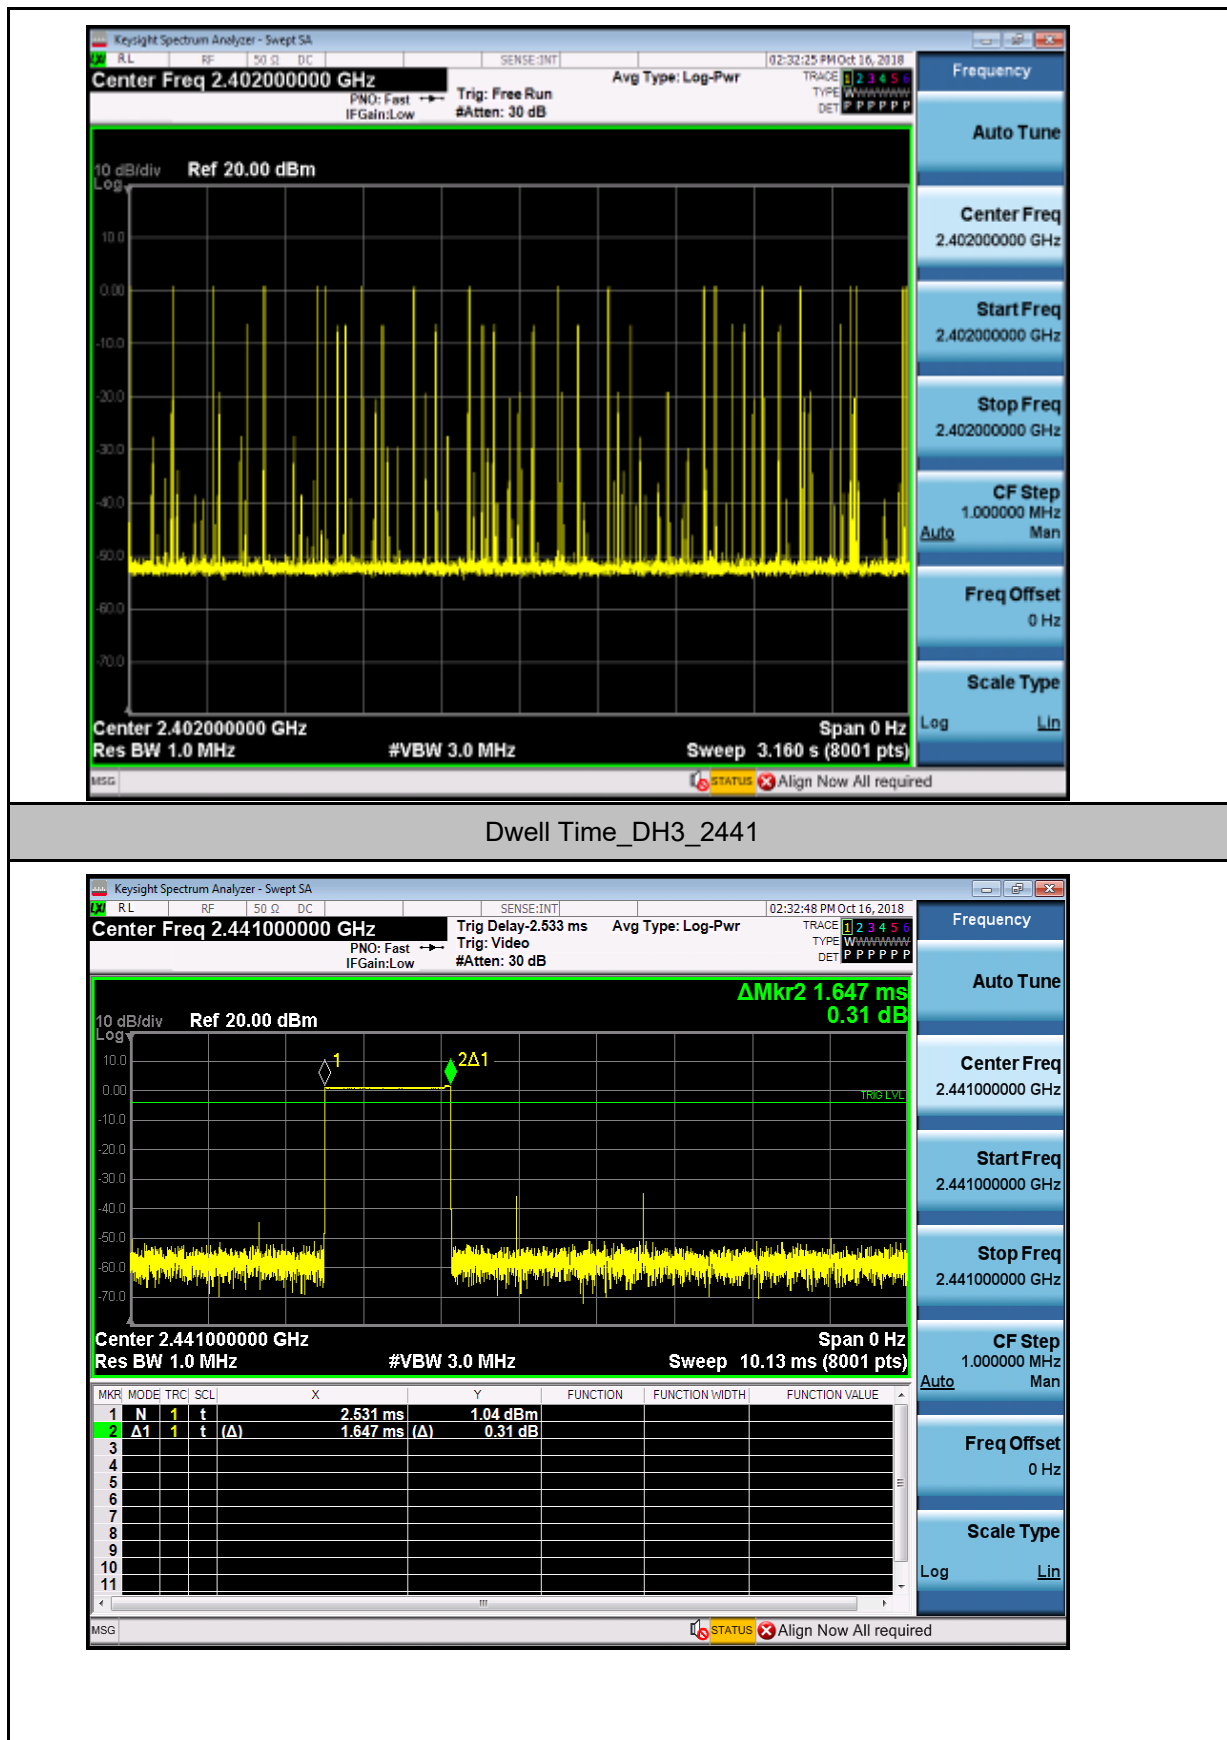 Keysight Spectrum Analyzer - Swept SA
LXI RL RF 50 Ω DC SENSE:INT 02:32:25 PM Oct 16, 2018
Center Freq 2.402000000 GHz
PNO: Fast
IFGain:Low
Trig: Free Run
#Atten: 30 dB
Avg Type: Log-Pwr
TRACE 1 2 3 4 5 6
TYPE WWWWWW
DET P P P P P P
10 dB/div Ref 20.00 dBm
Log
10.0
0.00
-10.0
-20.0
-30.0
-40.0
-50.0
-60.0
-70.0
Center 2.402000000 GHz Span 0 Hz
Res BW 1.0 MHz #VBW 3.0 MHz Sweep 3.160 s (8001 pts)
MSG STATUS Align Now All required
Frequency
Auto Tune
Center Freq
2.402000000 GHz
Start Freq
2.402000000 GHz
Stop Freq
2.402000000 GHz
CF Step
1.000000 MHz
Auto Man
Freq Offset
0 Hz
Scale Type
Log Lin
Dwell Time_DH3_2441
Keysight Spectrum Analyzer - Swept SA
LXI RL RF 50 Ω DC SENSE:INT 02:32:48 PM Oct 16, 2018
Center Freq 2.441000000 GHz
PNO: Fast
IFGain:Low
Trig Delay-2.533 ms
Trig: Video
#Atten: 30 dB
Avg Type: Log-Pwr
TRACE 1 2 3 4 5 6
TYPE WWWWWW
DET P P P P P P
ΔMkr2 1.647 ms
0.31 dB
10 dB/div Ref 20.00 dBm
Log
1
2Δ1
TRIG LVL
10.0
0.00
-10.0
-20.0
-30.0
-40.0
-50.0
-60.0
-70.0
Center 2.441000000 GHz Span 0 Hz
Res BW 1.0 MHz #VBW 3.0 MHz Sweep 10.13 ms (8001 pts)
MKR MODE TRC SCL X Y FUNCTION FUNCTION WIDTH FUNCTION VALUE
1 N 1 t 2.531 ms 1.04 dBm
2 Δ1 1 t (Δ) 1.647 ms (Δ) 0.31 dB
3
4
5
6
7
8
9
10
11
MSG STATUS Align Now All required
Frequency
Auto Tune
Center Freq
2.441000000 GHz
Start Freq
2.441000000 GHz
Stop Freq
2.441000000 GHz
CF Step
1.000000 MHz
Auto Man
Freq Offset
0 Hz
Scale Type
Log Lin